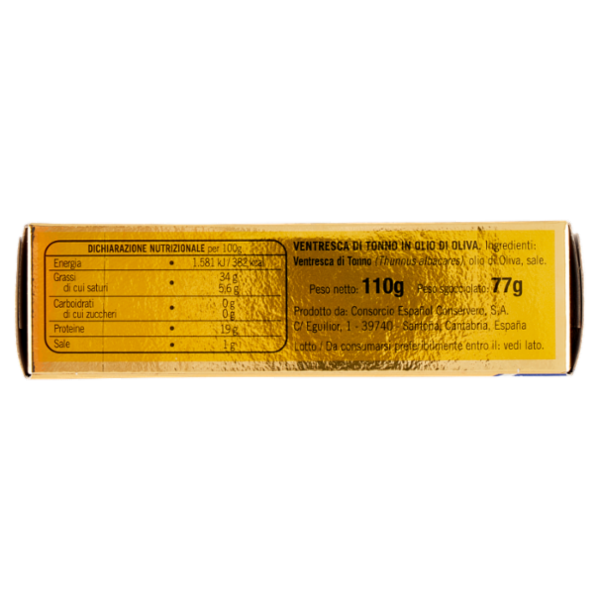 DICHIARAZIONE NUTRIZIONALE per 100g
Energia • 1.581 kJ / 382 kcal
Grassi • 34 g
di cui saturi 5,6 g
Carboidrati • 0 g
di cui zuccheri 0 g
Proteine • 19 g
Sale • 1 g
VENTRESCA DI TONNO IN OLIO DI OLIVA. Ingredienti:
Ventresca di Tonno (Thunnus albacares), olio di Oliva, sale.
Peso netto: 110g Peso sgocciolato: 77g
Prodotto da: Consorcio Español Conservero, S.A.
C/ Eguilior, 1 - 39740 - Santoña, Cantabria, España
Lotto / Da consumarsi preferibilmente entro il: vedi lato.